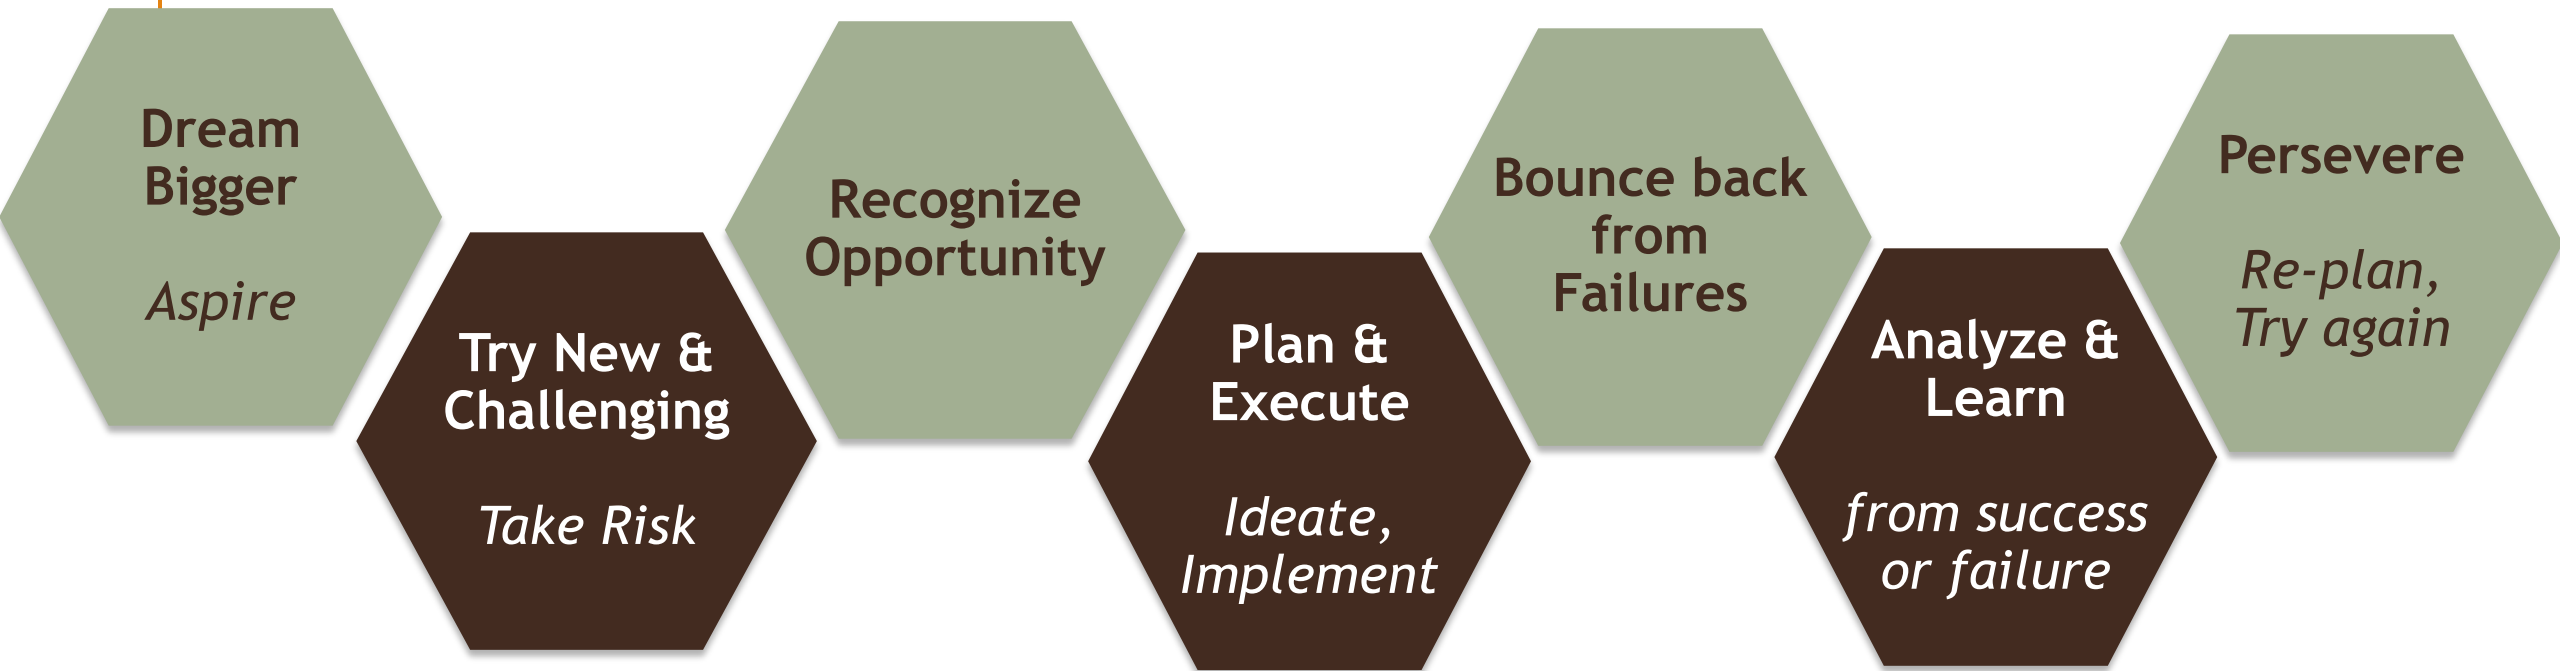 Dream
Bigger
Aspire
Try New &
Challenging
Take Risk
Recognize
Opportunity
Plan &
Execute
Ideate,
Implement
Bounce back
from
Failures
Analyze &
Learn
from success
or failure
Persevere
Re-plan,
Try again